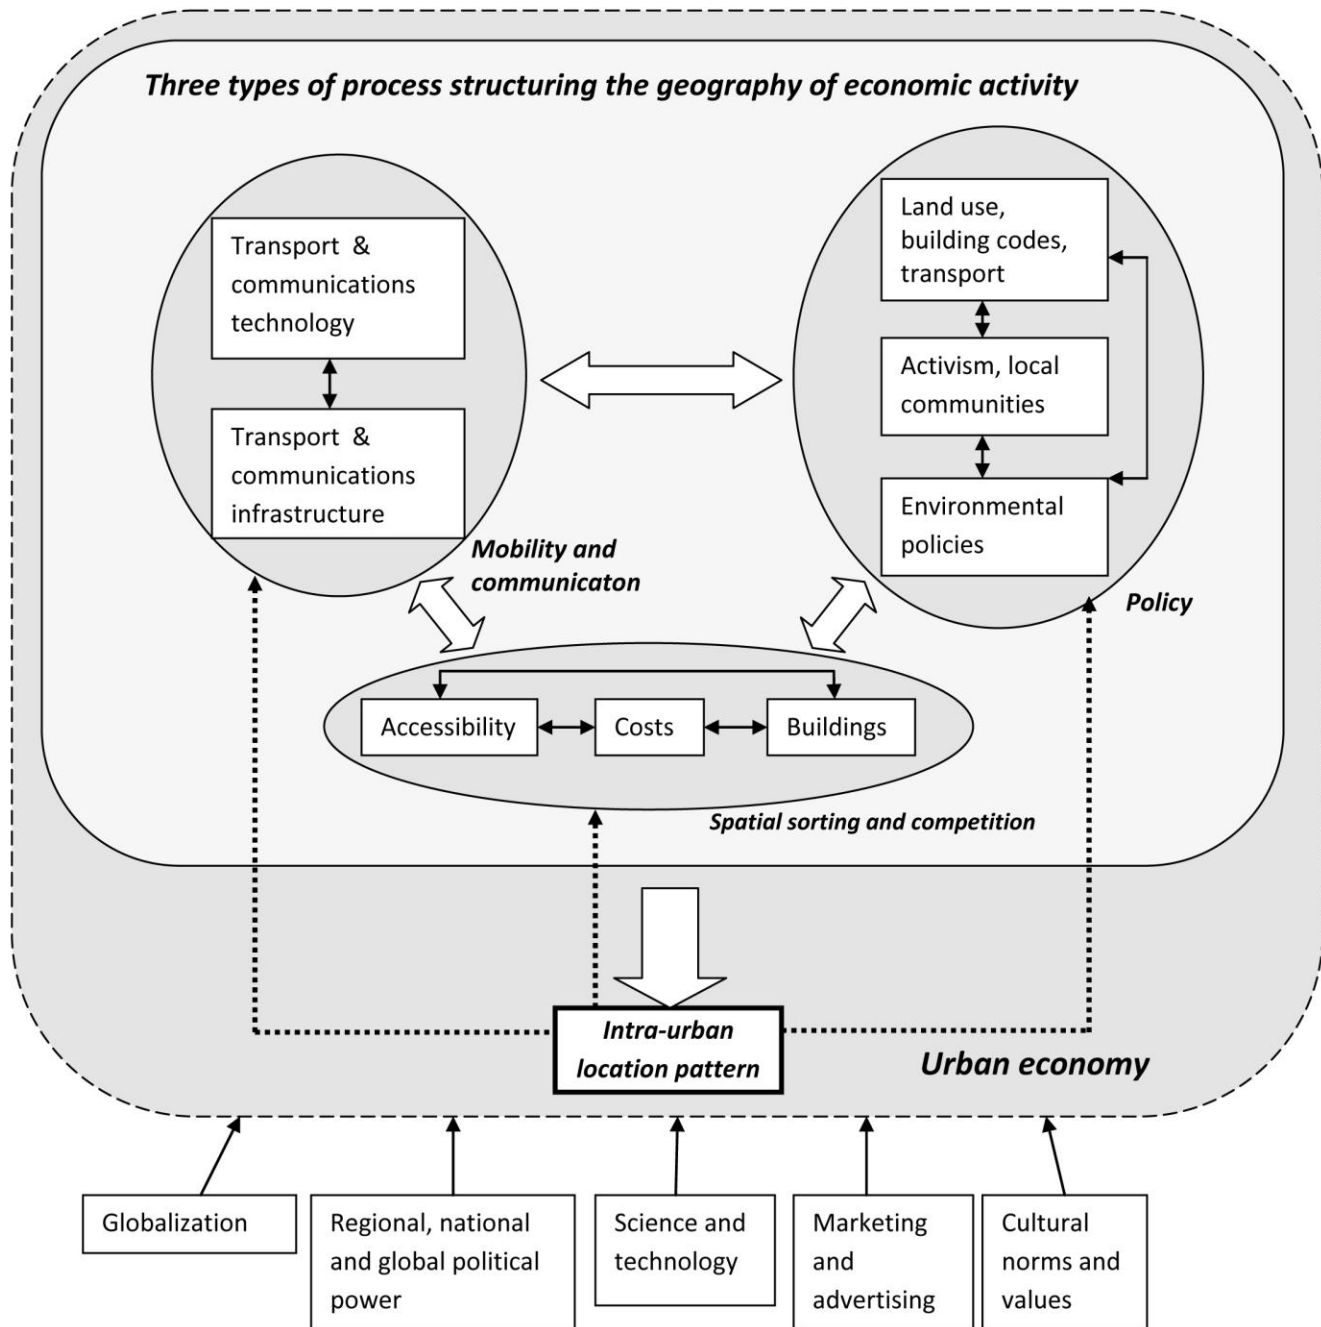 Three types of process structuring the geography of economic activity
Transport &
communications
technology
Transport &
communications
infrastructure
Mobility and
communicaton
Land use,
building codes,
transport
Activism, local
communities
Environmental
policies
Policy
Accessibility
Costs
Buildings
Spatial sorting and competition
Intra-urban
location pattern
Urban economy
Globalization
Regional, national
and global political
power
Science and
technology
Marketing
and
advertising
Cultural
norms and
values